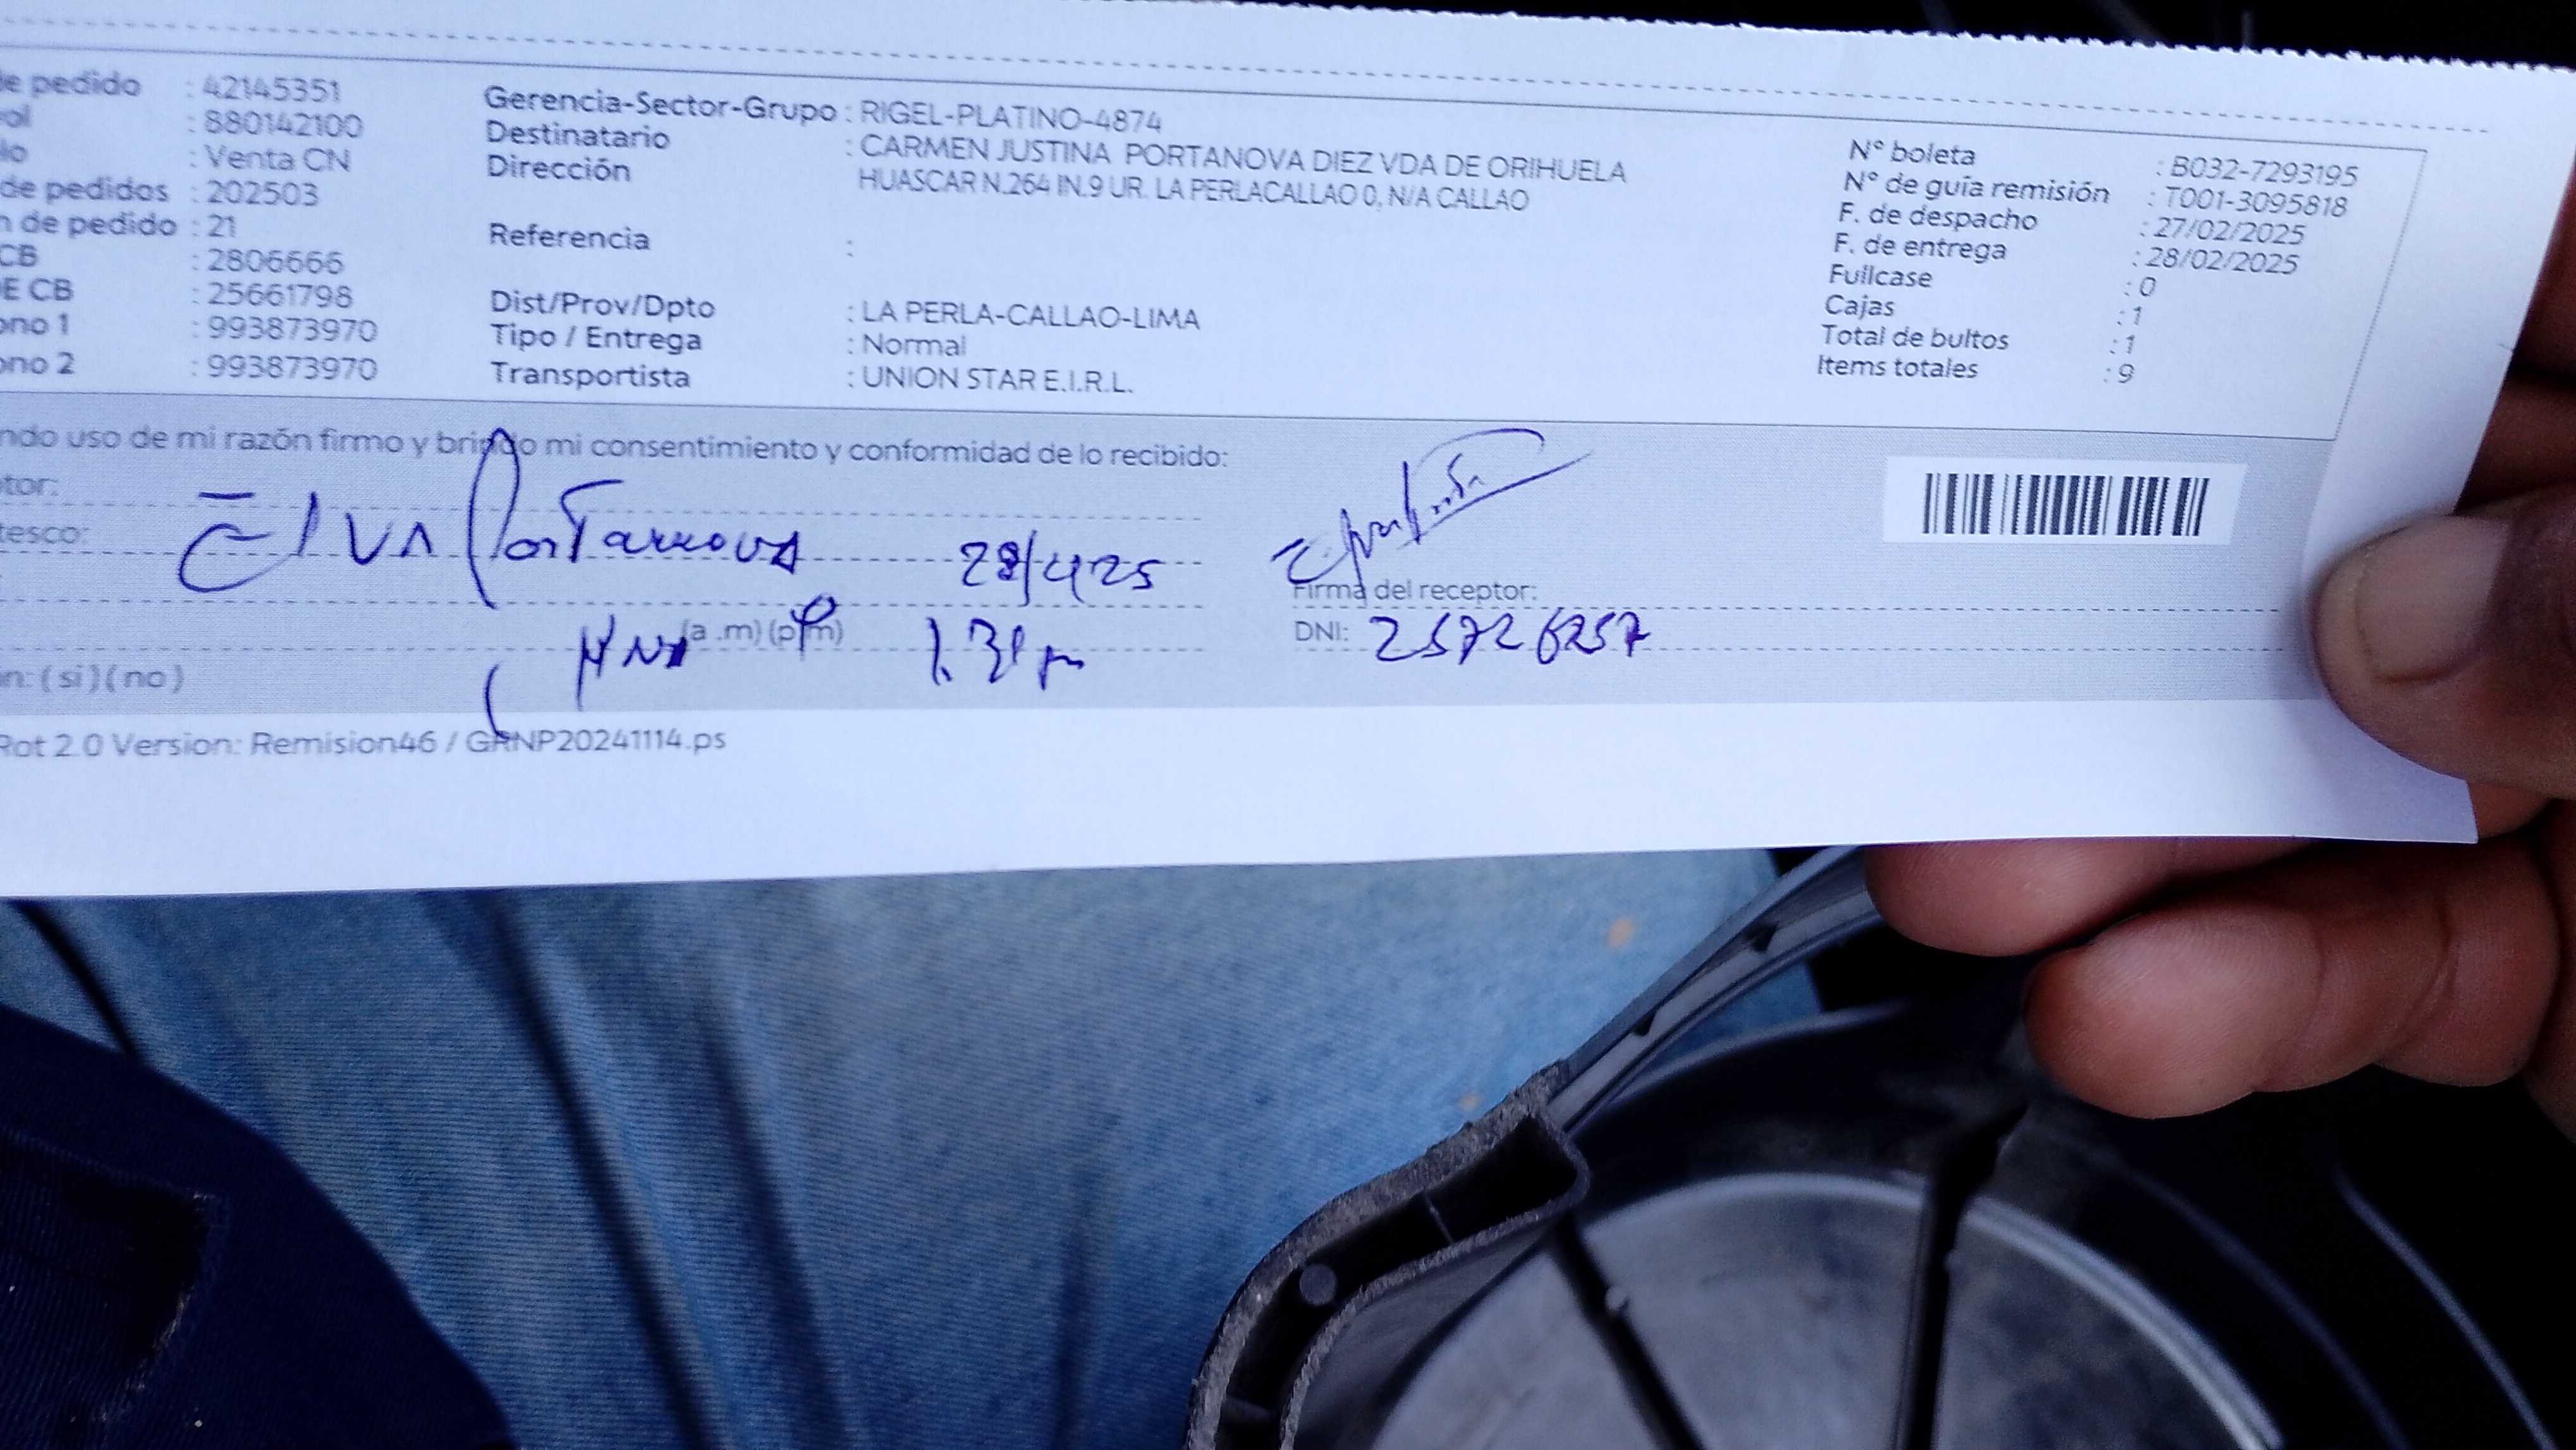 de pedido : 42145351
ol : 880142100
lo : Venta CN
de pedidos : 202503
n de pedido : 21
CB : 2806666
E CB : 25661798
ono 1 : 993873970
ono 2 : 993873970
Gerencia-Sector-Grupo : RIGEL-PLATINO-4874
Destinatario : CARMEN JUSTINA PORTANOVA DIEZ VDA DE ORIHUELA
Dirección HUASCAR N.264 IN.9 UR. LA PERLACALLAO 0, N/A CALLAO
Referencia :
Dist/Prov/Dpto : LA PERLA-CALLAO-LIMA
Tipo / Entrega : Normal
Transportista : UNION STAR E.I.R.L.
N° boleta : B032-7293195
N° de guía remisión : T001-3095818
F. de despacho : 27/02/2025
F. de entrega : 28/02/2025
Fullcase : 0
Cajas : 1
Total de bultos : 1
Items totales : 9
ndo uso de mi razón firmo y brindo mi consentimiento y conformidad de lo recibido:
tor:
tesco: Elva Portanova
Firma del receptor:
(a .m) (p .m) 
DNI: 25726257
n: ( si ) ( no )
Rot 2.0 Version: Remision46 / GRNP20241114.ps